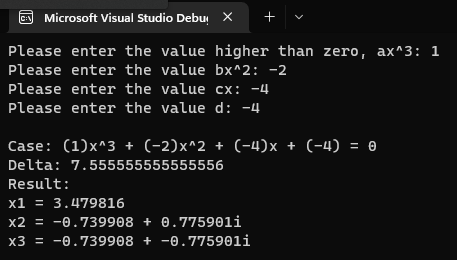 Microsoft Visual Studio Debug
Please enter the value higher than zero, ax^3: 1
Please enter the value bx^2: -2
Please enter the value cx: -4
Please enter the value d: -4
Case: (1)x^3 + (-2)x^2 + (-4)x + (-4) = 0
Delta: 7.555555555555556
Result:
x1 = 3.479816
x2 = -0.739908 + 0.775901i
x3 = -0.739908 + -0.775901i